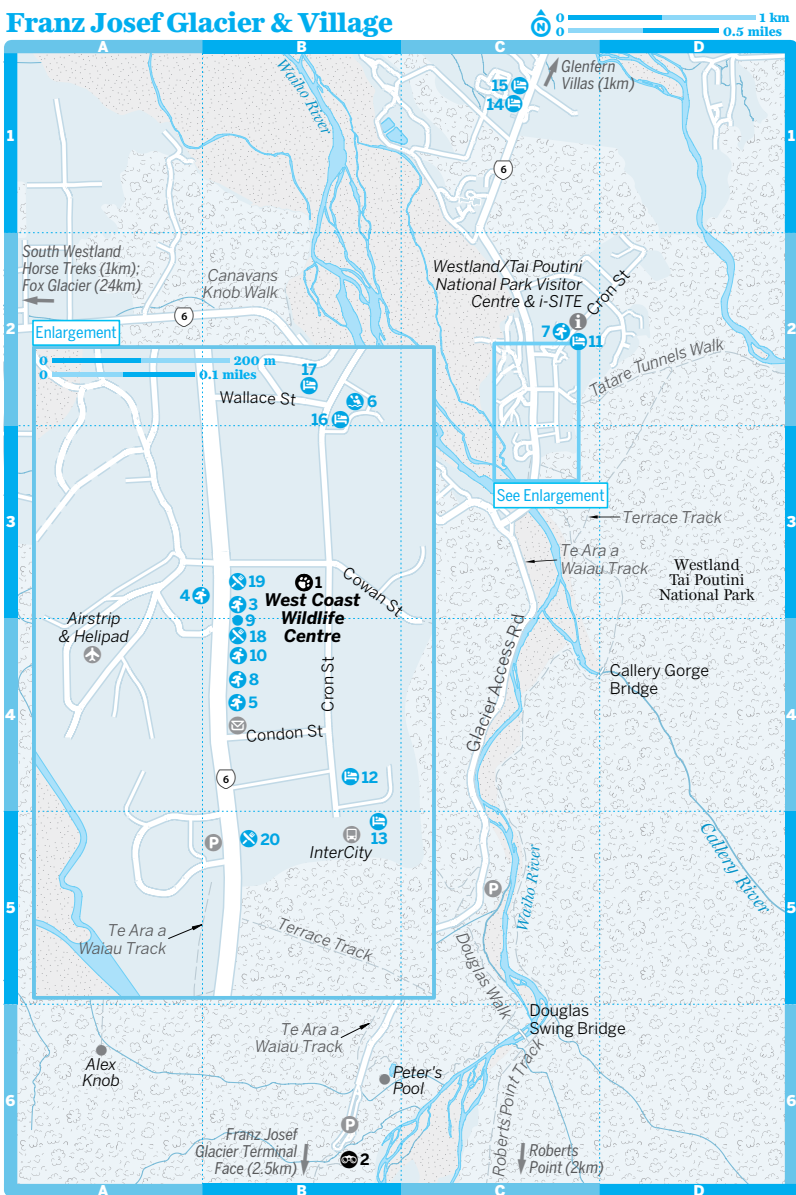 Franz Josef Glacier & Village
N
0 1 km
0 0.5 miles
A B C D
1
Waiho River
15
14
Glenfern
Villas (1km)
6
1
South Westland
Horse Treks (1km);
Fox Glacier (24km)
Canavans
Knob Walk
6
Westland/Tai Poutini
National Park Visitor
Centre & i-SITE
Cron St
i
7
11
Tatare Tunnels Walk
2
2
Enlargement
0 200 m
0 0.1 miles
17
Wallace St
6
16
See Enlargement
3
3
Terrace Track
Te Ara a
Waiau Track
Westland
Tai Poutini
National Park
19
1
West Coast
Wildlife
Centre
Cowan St
4
3
9
18
10
8
5
Airstrip
& Helipad
Cron St
Condon St
Glacier Access Rd
Callery Gorge
Bridge
4
4
6
12
P
20
13
InterCity
Callery River
Waiho River
P
5
5
Te Ara a
Waiau Track
Terrace Track
Douglas Walk
Douglas
Swing Bridge
Te Ara a
Waiau Track
Alex
Knob
Peter's
Pool
Roberts Point Track
6
6
P
Franz Josef
Glacier Terminal
Face (2.5km)
2
Roberts
Point (2km)
A B C D